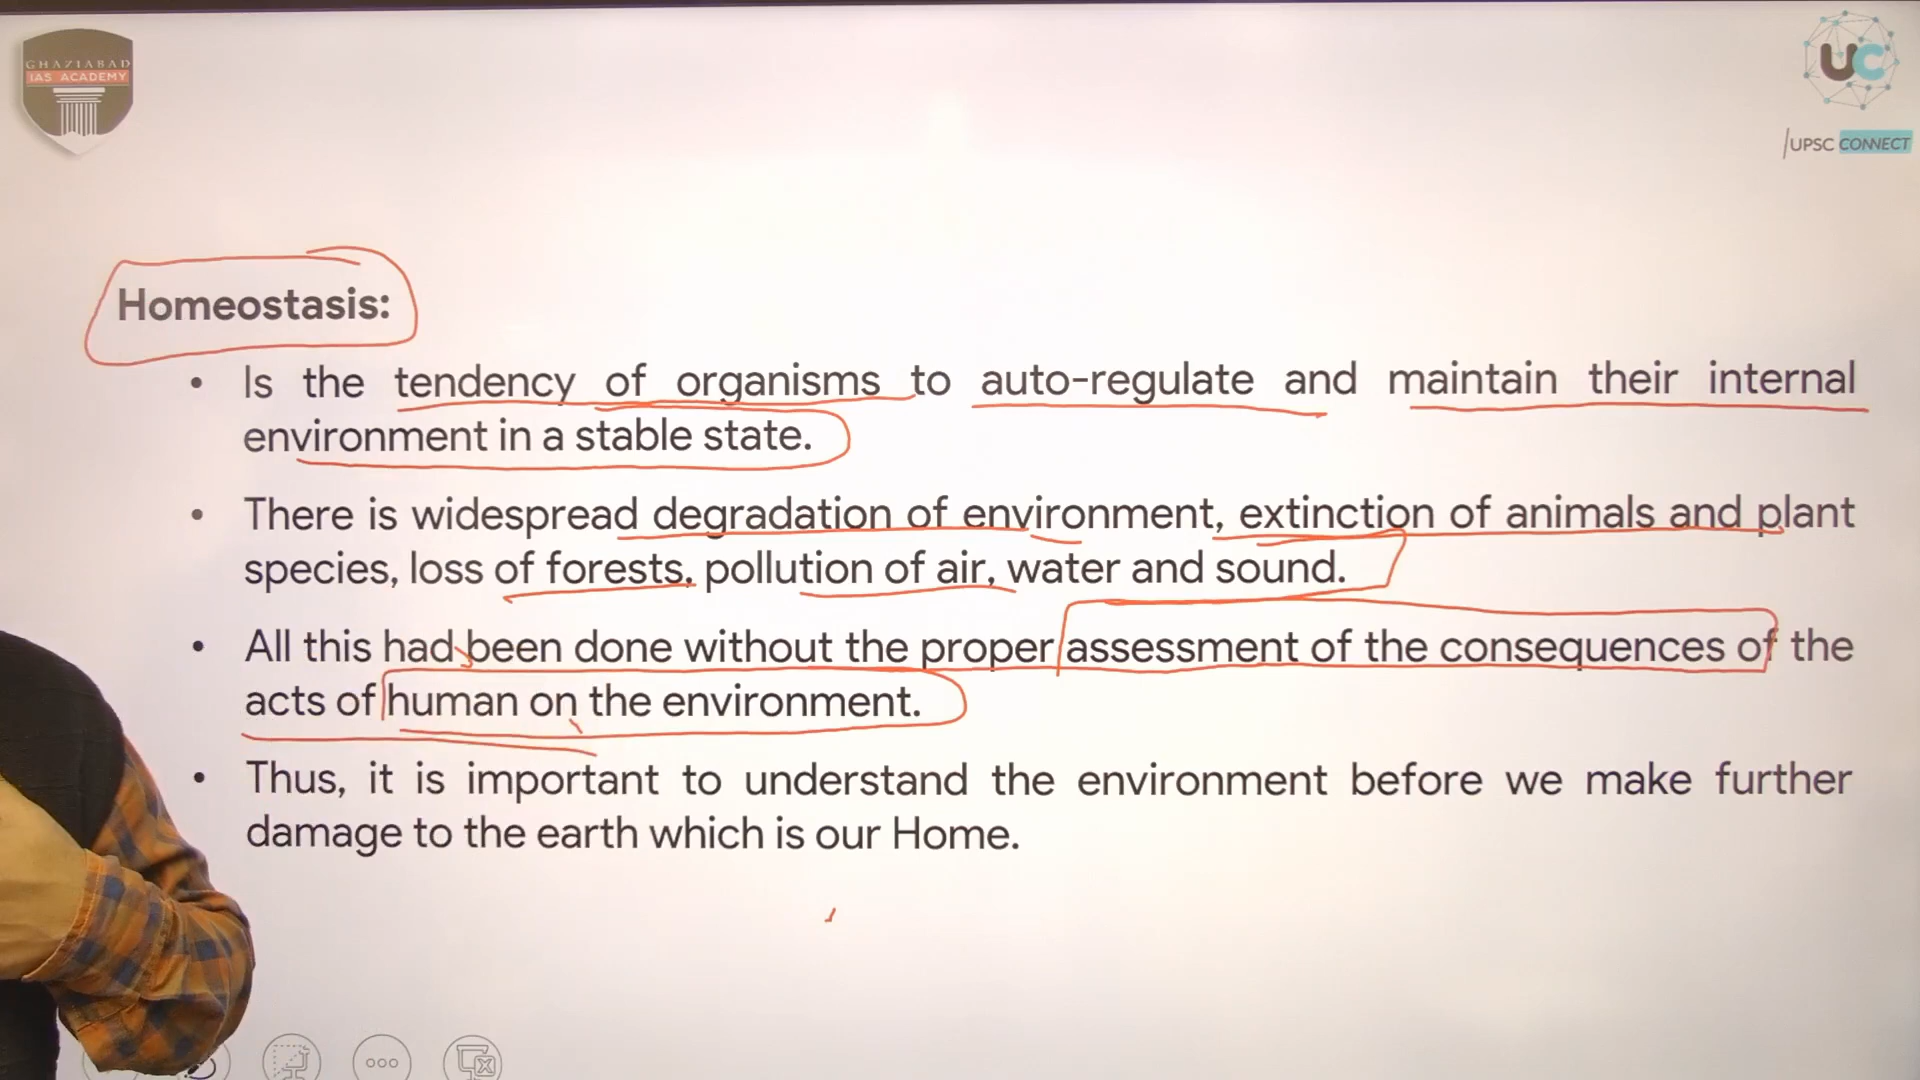 GHAZIABAD
IAS ACADEMY
UC
UPSC CONNECT
Homeostasis:
• Is the tendency of organisms to auto-regulate and maintain their internal
environment in a stable state.
• There is widespread degradation of environment, extinction of animals and plant
species, loss of forests, pollution of air, water and sound.
• All this had been done without the proper assessment of the consequences of the
acts of human on the environment.
• Thus, it is important to understand the environment before we make further
damage to the earth which is our Home.